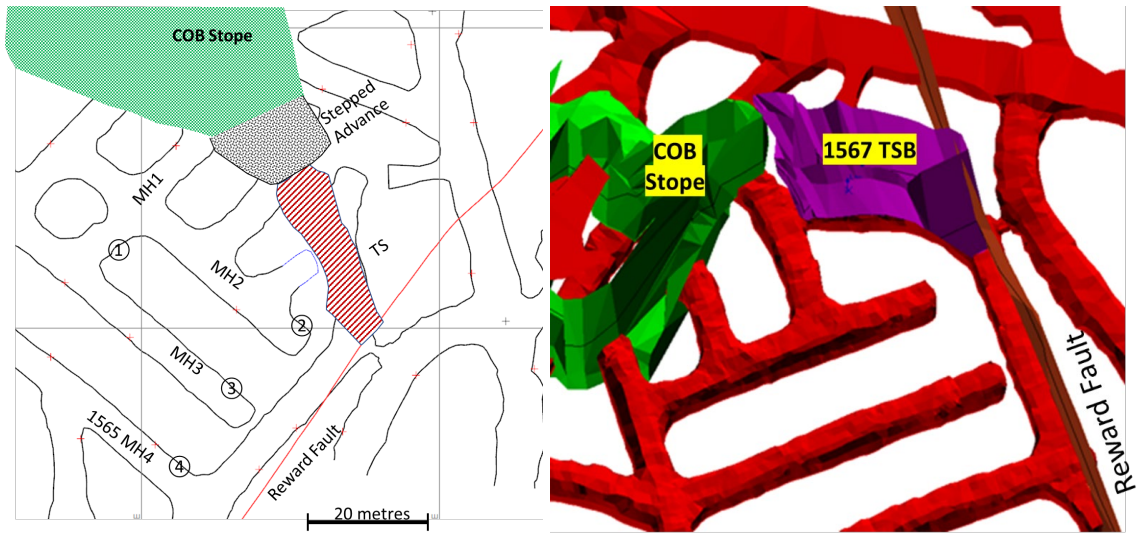 COB Stope
Stepped
Advance
MH1
TS
1
MH2
2
MH3
3
1565 MH4
4
Reward Fault
20 metres
COB
Stope
1567 TSB
Reward Fault